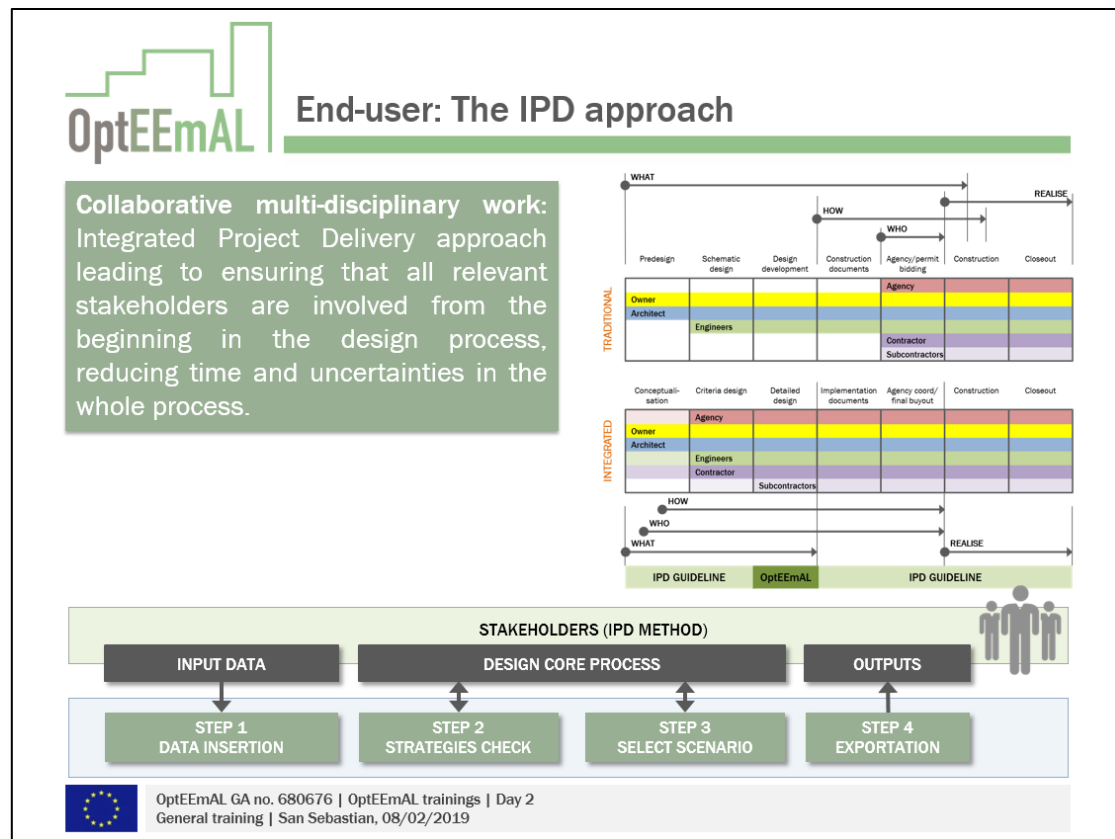 OptEEmAL
End-user: The IPD approach
Collaborative multi-disciplinary work:
Integrated Project Delivery approach
leading to ensuring that all relevant
stakeholders are involved from the
beginning in the design process,
reducing time and uncertainties in the
whole process.
WHAT
REALISE
HOW
WHO
Predesign
Schematic design
Design development
Construction documents
Agency/permit bidding
Construction
Closeout
TRADITIONAL
Agency
Owner
Architect
Engineers
Contractor
Subcontractors
Conceptuali-sation
Criteria design
Detailed design
Implementation documents
Agency coord/ final buyout
Construction
Closeout
INTEGRATED
Agency
Owner
Architect
Engineers
Contractor
Subcontractors
HOW
WHO
WHAT
REALISE
IPD GUIDELINE
OptEEmAL
IPD GUIDELINE
STAKEHOLDERS (IPD METHOD)
INPUT DATA
DESIGN CORE PROCESS
OUTPUTS
STEP 1
DATA INSERTION
STEP 2
STRATEGIES CHECK
STEP 3
SELECT SCENARIO
STEP 4
EXPORTATION
OptEEmAL GA no. 680676 | OptEEmAL trainings | Day 2
General training | San Sebastian, 08/02/2019